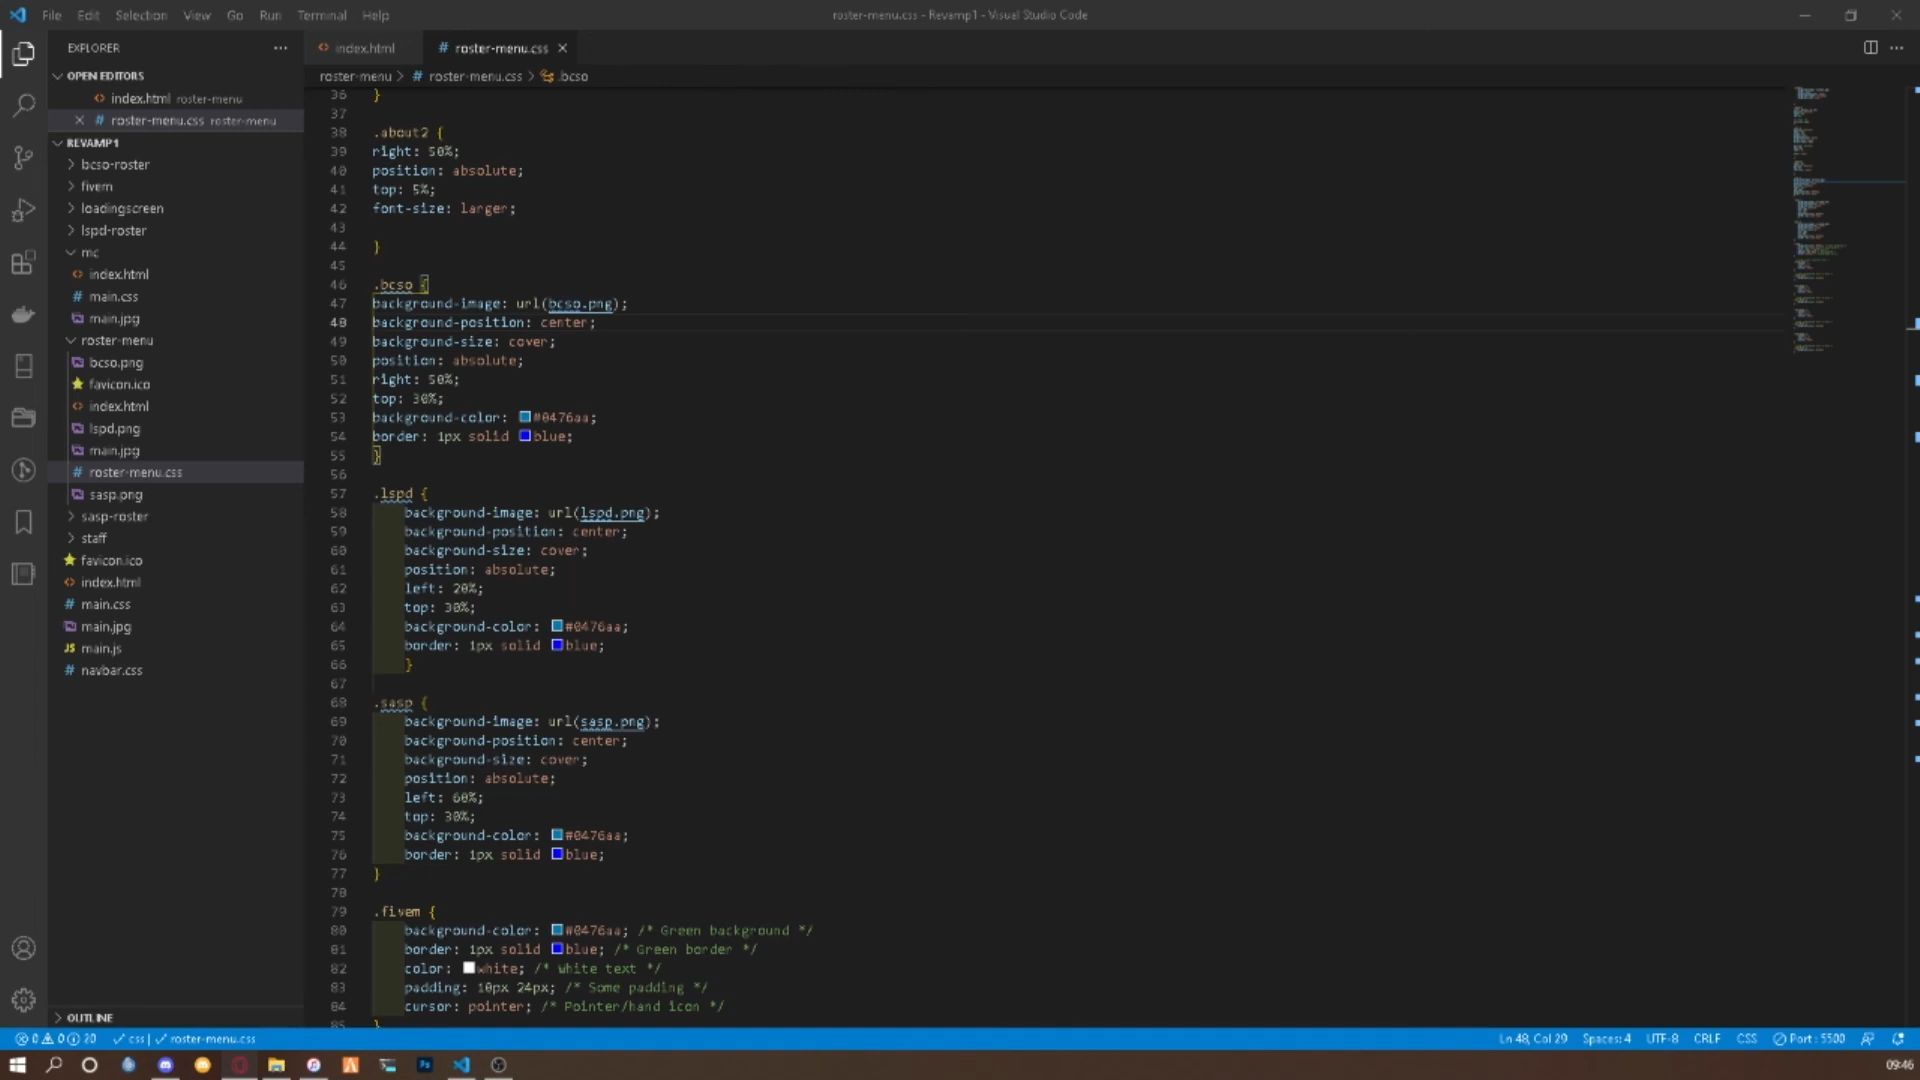 File Edit Selection View Go Run Terminal Help
roster-menu.css - Revamp1 - Visual Studio Code
EXPLORER
OPEN EDITORS
index.html roster-menu
roster-menu.css roster-menu
REVAMP1
bcso-roster
fivem
loadingscreen
lspd-roster
mc
index.html
main.css
main.jpg
roster-menu
bcso.png
favicon.ico
index.html
lspd.png
main.jpg
roster-menu.css
sasp.png
sasp-roster
staff
favicon.ico
index.html
main.css
main.jpg
JS main.js
navbar.css
OUTLINE
index.html
# roster-menu.css
roster-menu > # roster-menu.css > .bcso
36 }
37
38 .about2 {
39 right: 50%;
40 position: absolute;
41 top: 5%;
42 font-size: larger;
43
44 }
45
46 .bcso {
47 background-image: url(bcso.png);
48 background-position: center;
49 background-size: cover;
50 position: absolute;
51 right: 50%;
52 top: 30%;
53 background-color: #0476aa;
54 border: 1px solid blue;
55 }
56
57 .lspd {
58 background-image: url(lspd.png);
59 background-position: center;
60 background-size: cover;
61 position: absolute;
62 left: 20%;
63 top: 30%;
64 background-color: #0476aa;
65 border: 1px solid blue;
66 }
67
68 .sasp {
69 background-image: url(sasp.png);
70 background-position: center;
71 background-size: cover;
72 position: absolute;
73 left: 60%;
74 top: 30%;
75 background-color: #0476aa;
76 border: 1px solid blue;
77 }
78
79 .fivem {
80 background-color: #0476aa; /* Green background */
81 border: 1px solid blue; /* Green border */
82 color: white; /* White text */
83 padding: 10px 24px; /* Some padding */
84 cursor: pointer; /* Pointer/hand icon */
85 }
0 0 20 css | roster-menu.css
Ln 48, Col 29 Spaces: 4 UTF-8 CRLF CSS Port : 5500
Ps
09:46